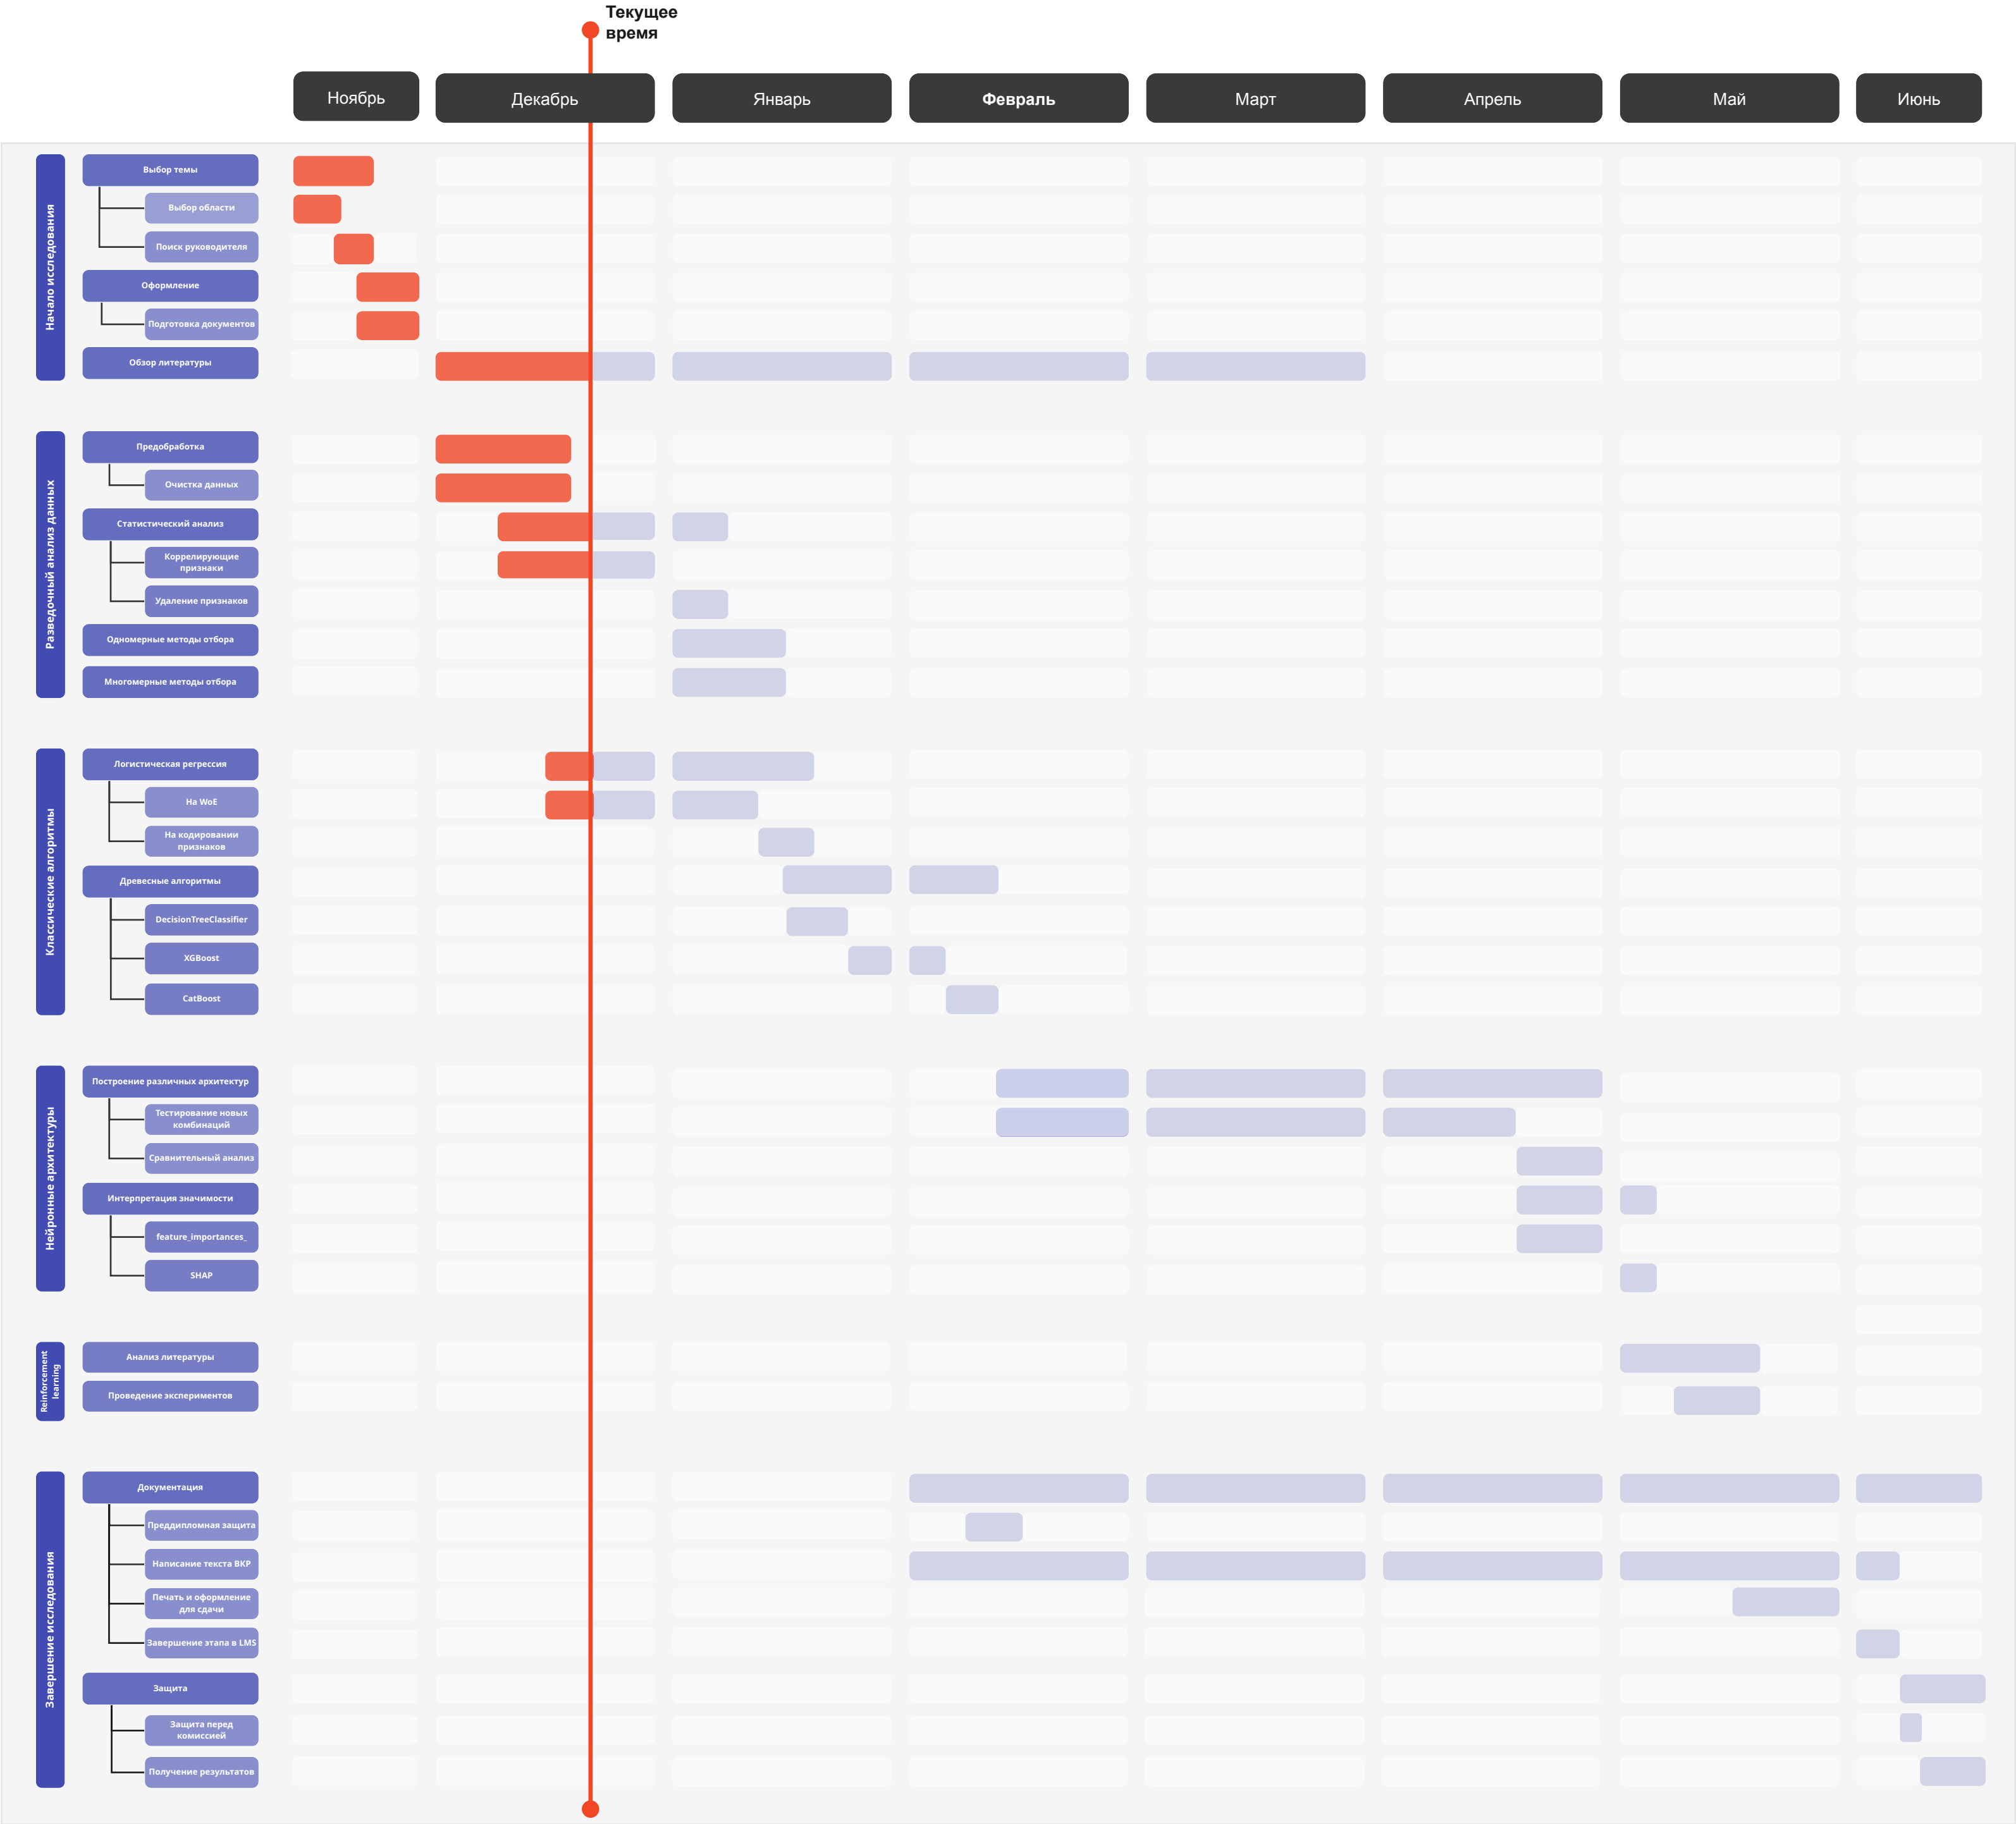 Текущее
время
Ноябрь
Декабрь
Январь
Февраль
Март
Апрель
Май
Июнь
Начало исследования
Выбор темы
Выбор области
Поиск руководителя
Оформление
Подготовка документов
Обзор литературы
Разведочный анализ данных
Предобработка
Очистка данных
Статистический анализ
Коррелирующие
признаки
Удаление признаков
Одномерные методы отбора
Многомерные методы отбора
Классические алгоритмы
Логистическая регрессия
На WoE
На кодировании
признаков
Древесные алгоритмы
DecisionTreeClassifier
XGBoost
CatBoost
Нейронные архитектуры
Построение различных архитектур
Тестирование новых
комбинаций
Сравнительный анализ
Интерпретация значимости
feature_importances_
SHAP
Reinforcement
learning
Анализ литературы
Проведение экспериментов
Завершение исследования
Документация
Преддипломная защита
Написание текста ВКР
Печать и оформление
для сдачи
Завершение этапа в LMS
Защита
Защита перед
комиссией
Получение результатов